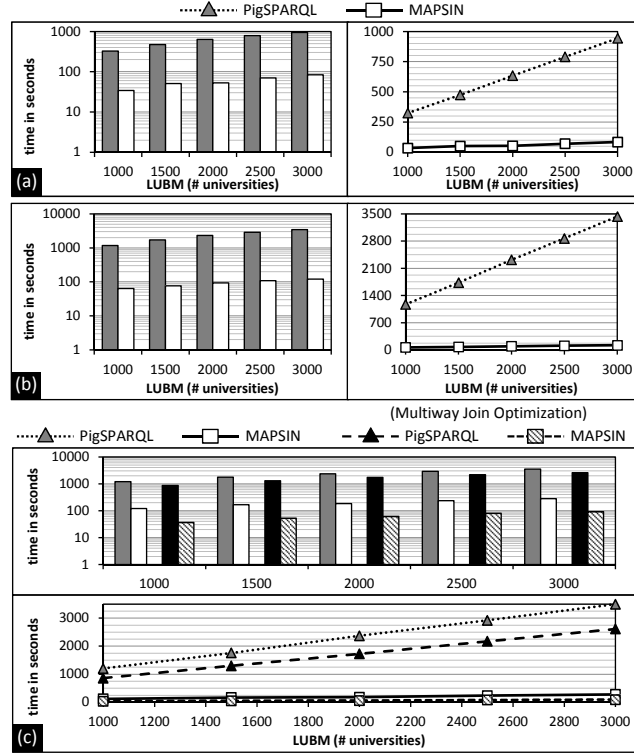 PigSPARQL MAPSIN
1000 100 10 1
time in seconds
1000 1500 2000 2500 3000
LUBM (# universities)
1000 750 500 250 0
1000 1500 2000 2500 3000
LUBM (# universities)
(a)
10000 1000 100 10 1
time in seconds
1000 1500 2000 2500 3000
LUBM (# universities)
3500 2800 2100 1400 700 0
1000 1500 2000 2500 3000
LUBM (# universities)
(b)
(Multiway Join Optimization)
PigSPARQL MAPSIN PigSPARQL MAPSIN
10000 1000 100 10 1
time in seconds
1000 1500 2000 2500 3000
3000 2000 1000 0
time in seconds
1000 1200 1400 1600 1800 2000 2200 2400 2600 2800 3000
LUBM (# universities)
(c)